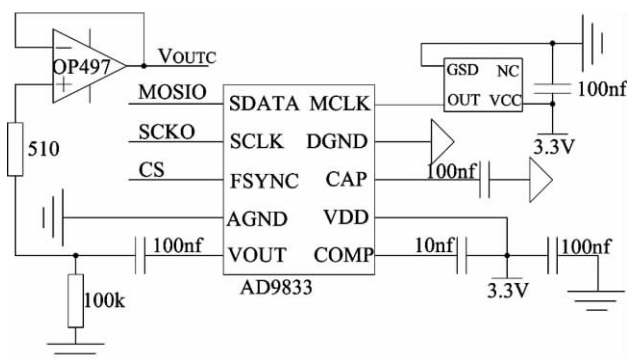 OP497
VOUTC
GSD NC
OUT VCC
100nf
3.3V
MOSIO
SCKO
CS
SDATA MCLK
SCLK DGND
FSYNC CAP
AGND VDD
VOUT COMP
510
100nf
100nf
10nf
100nf
100k
AD9833
3.3V